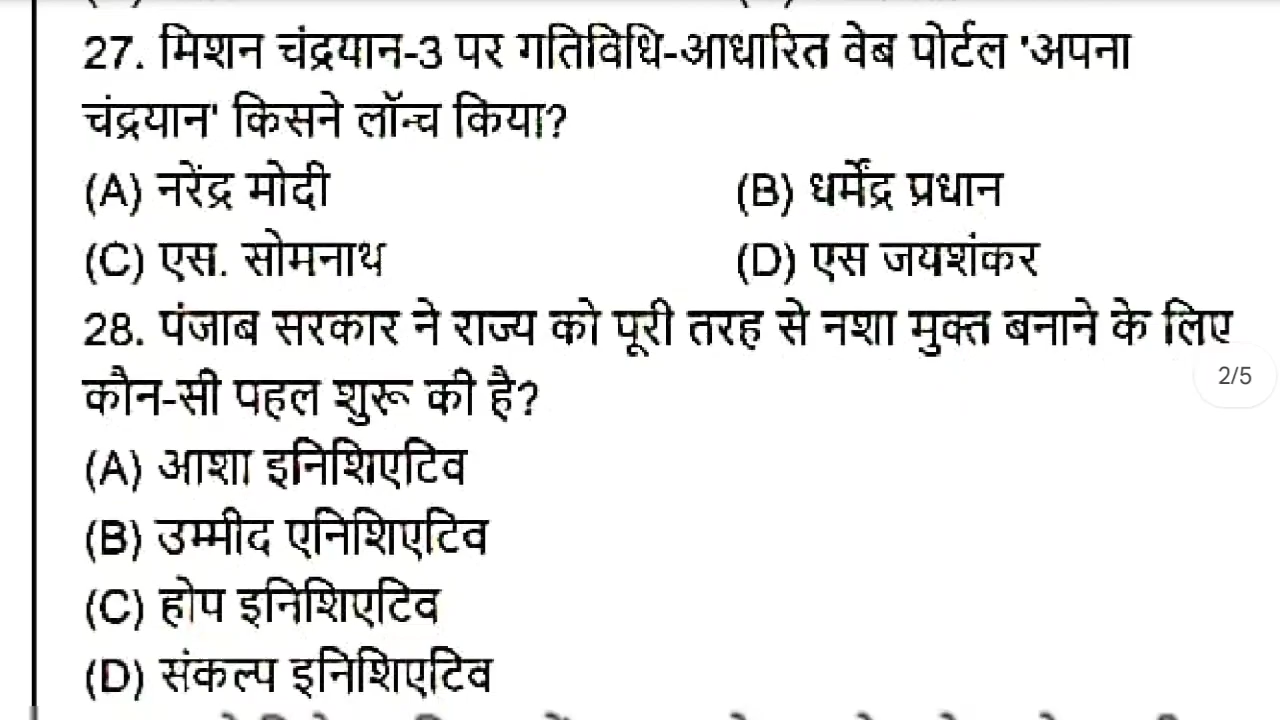 27. मिशन चंद्रयान-3 पर गतिविधि-आधारित वेब पोर्टल 'अपना
चंद्रयान' किसने लॉन्च किया?
(A) नरेंद्र मोदी (B) धर्मेंद्र प्रधान
(C) एस. सोमनाथ (D) एस जयशंकर
28. पंजाब सरकार ने राज्य को पूरी तरह से नशा मुक्त बनाने के लिए
कौन-सी पहल शुरू की है?
2/5
(A) आशा इनिशिएटिव
(B) उम्मीद एनिशिएटिव
(C) होप इनिशिएटिव
(D) संकल्प इनिशिएटिव